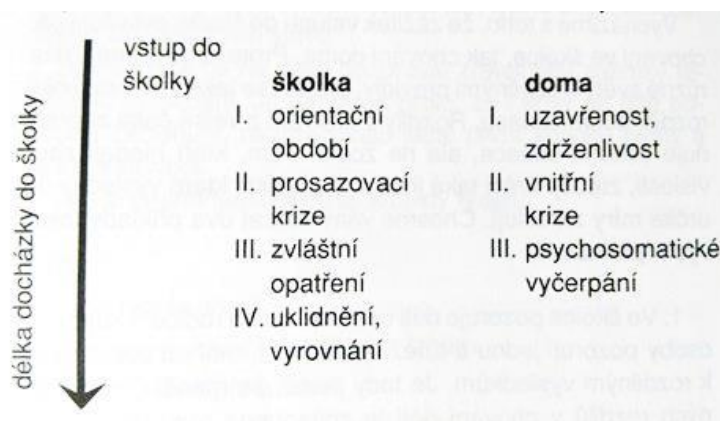 vstup do
školky
školka
doma
I. orientační
období
II. prosazovací
krize
III. zvláštní
opatření
IV. uklidnění,
vyrovnání
I. uzavřenost,
zdrženlivost
II. vnitřní
krize
III. psychosomatické
vyčerpání
délka docházky do školky